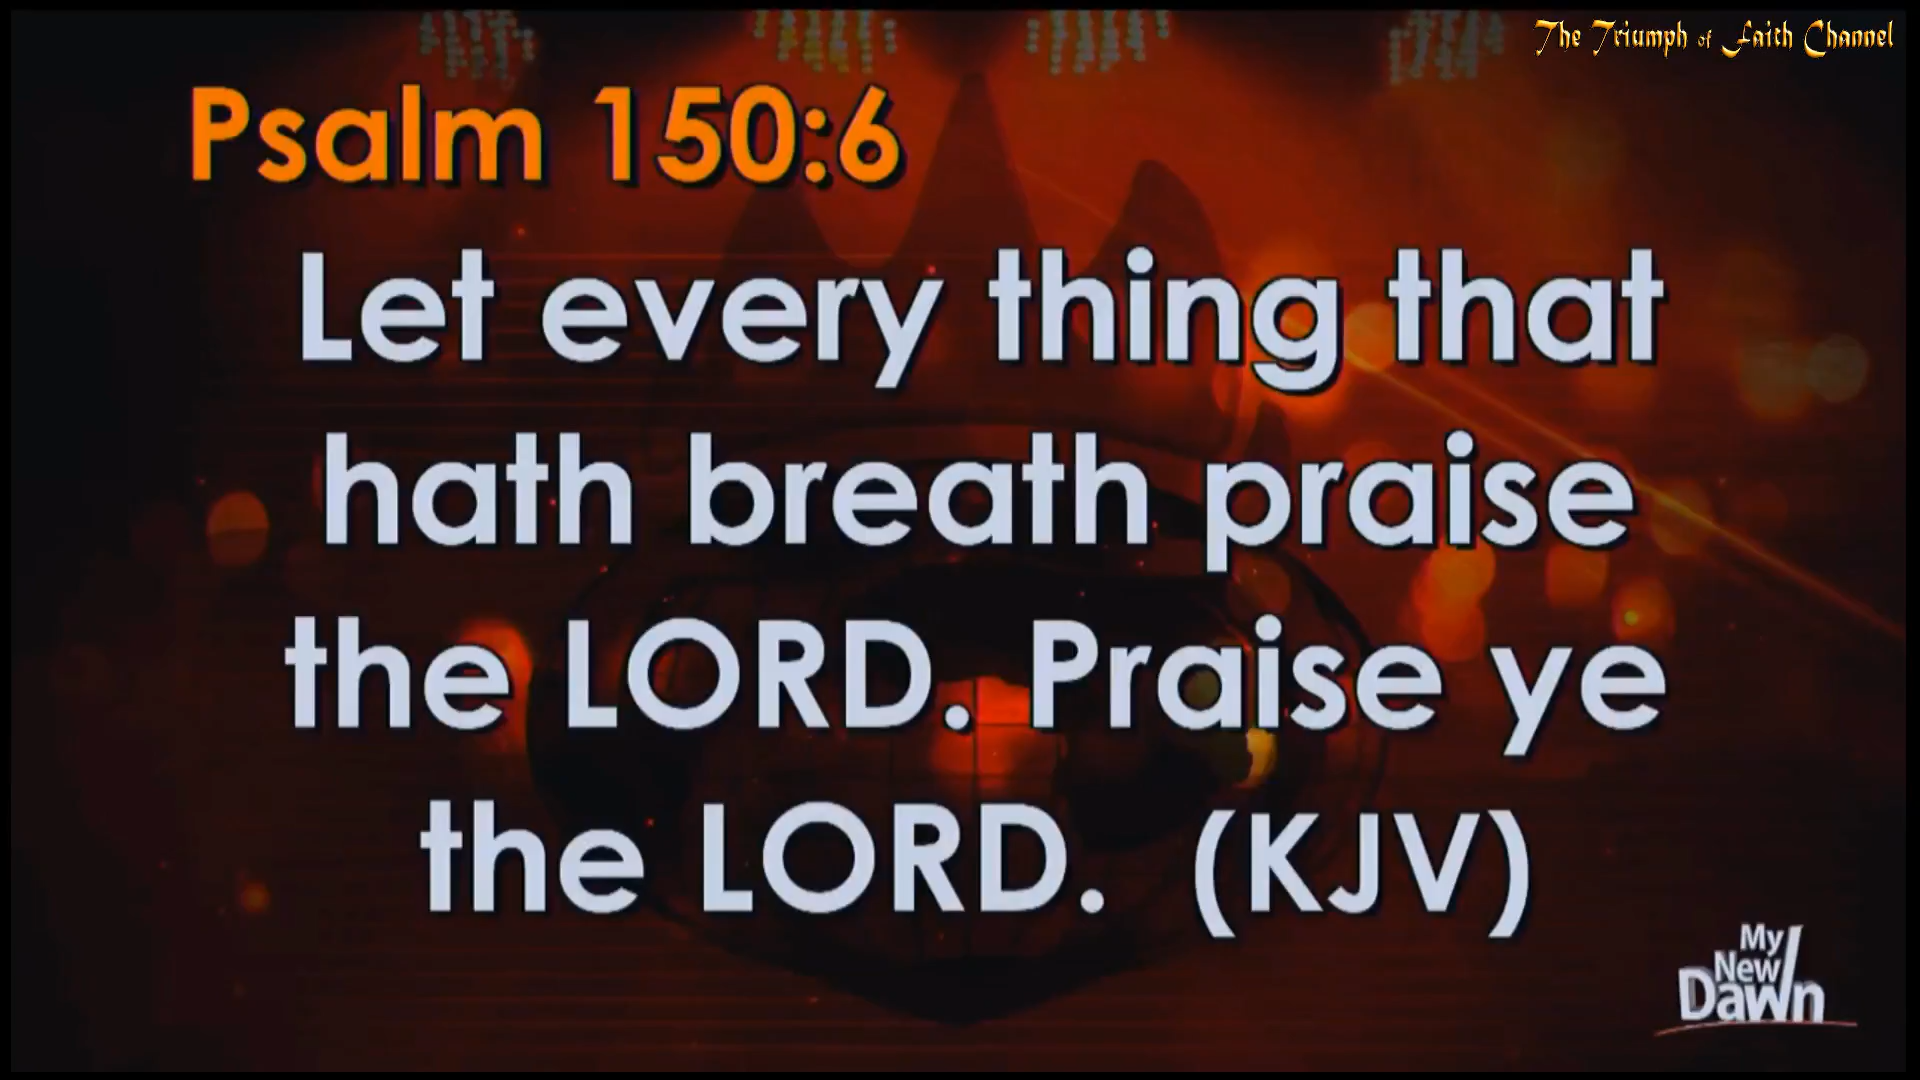 The Triumph of Faith Channel
Psalm 150:6
Let every thing that
hath breath praise
the LORD. Praise ye
the LORD. (KJV)
My
New
Dawn